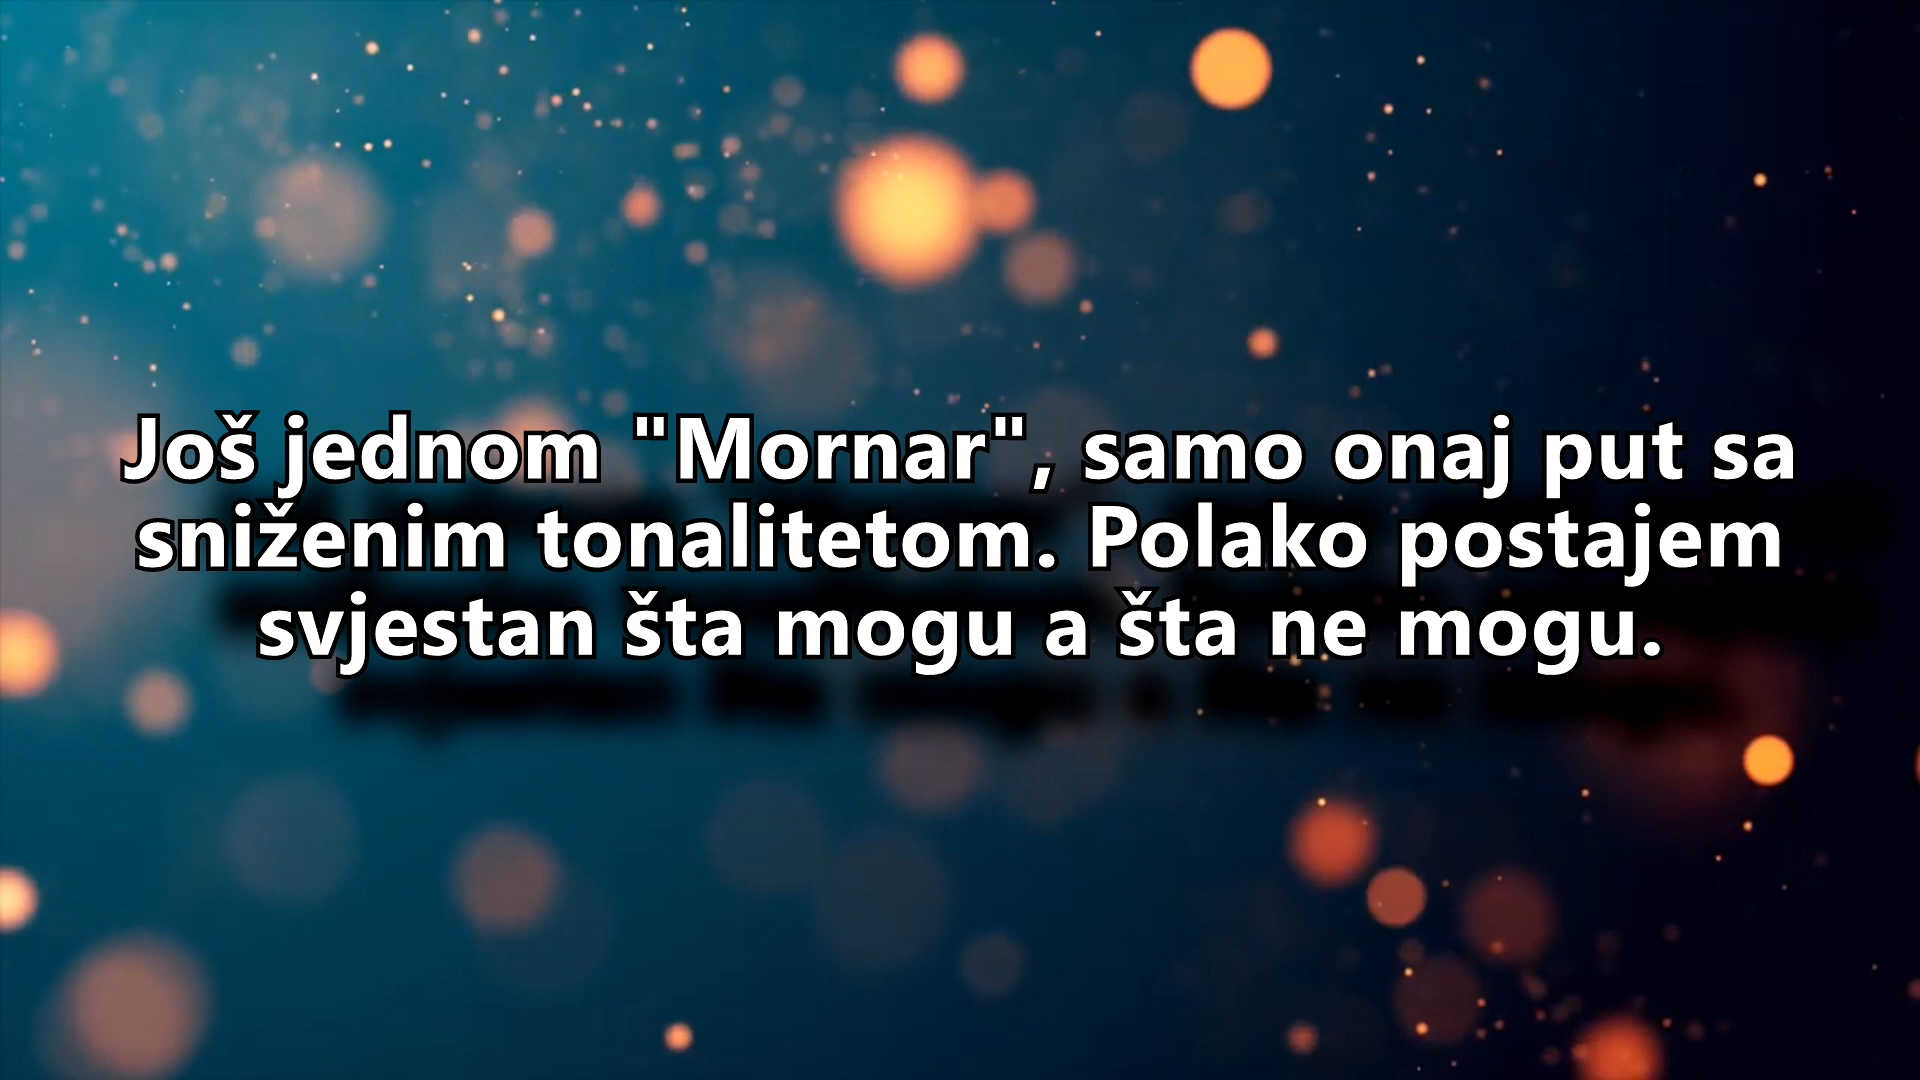 Još jednom "Mornar", samo onaj put sa
sniženim tonalitetom. Polako postajem
svjestan šta mogu a šta ne mogu.